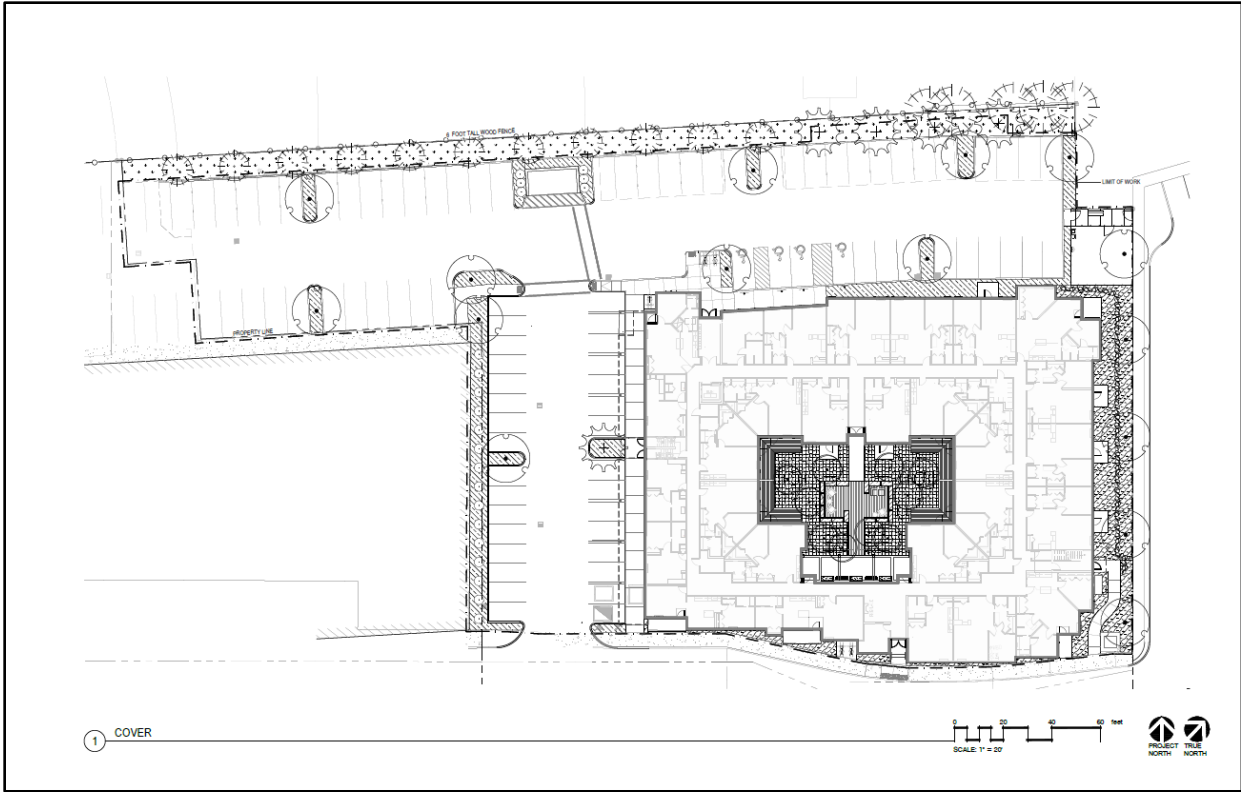 6 FOOT TALL WOOD FENCE
LIMIT OF WORK
PROPERTY LINE
1 COVER
0 20 40 60 feet
SCALE: 1" = 20'
PROJECT NORTH
TRUE NORTH